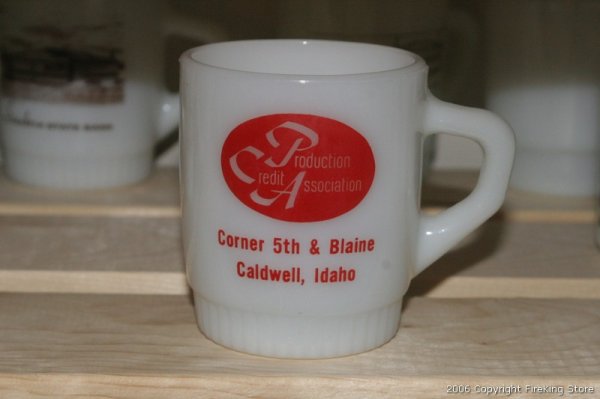 Production
Credit
Association
Corner 5th & Blaine
Caldwell, Idaho
2006 Copyright FireKing Store